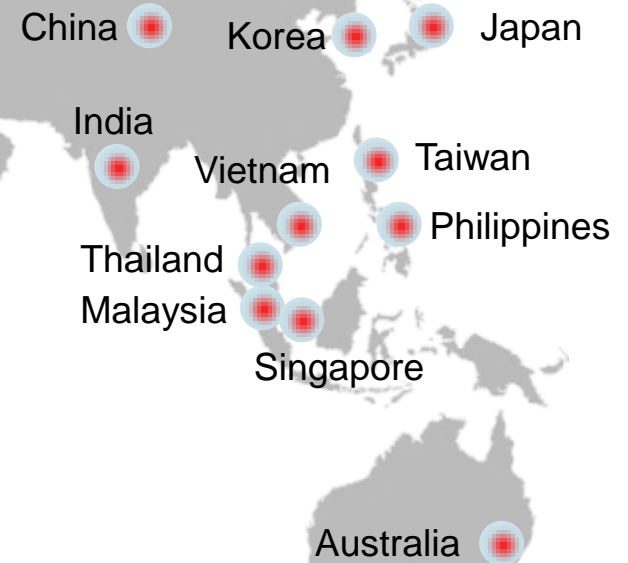 China
Korea
Japan
India
Taiwan
Vietnam
Philippines
Thailand
Malaysia
Singapore
Australia